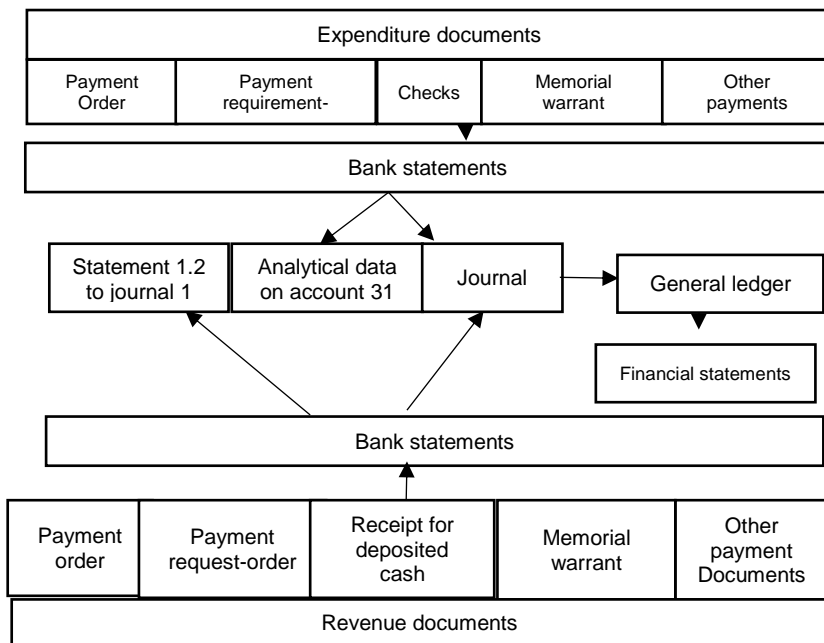 Expenditure documents
Payment
Order
Payment
requirement-
Checks
Memorial
warrant
Other
payments
Bank statements
Statement 1.2
to journal 1
Analytical data
on account 31
Journal
General ledger
Financial statements
Bank statements
Payment
order
Payment
request-order
Receipt for
deposited
cash
Memorial
warrant
Other
payment
Documents
Revenue documents